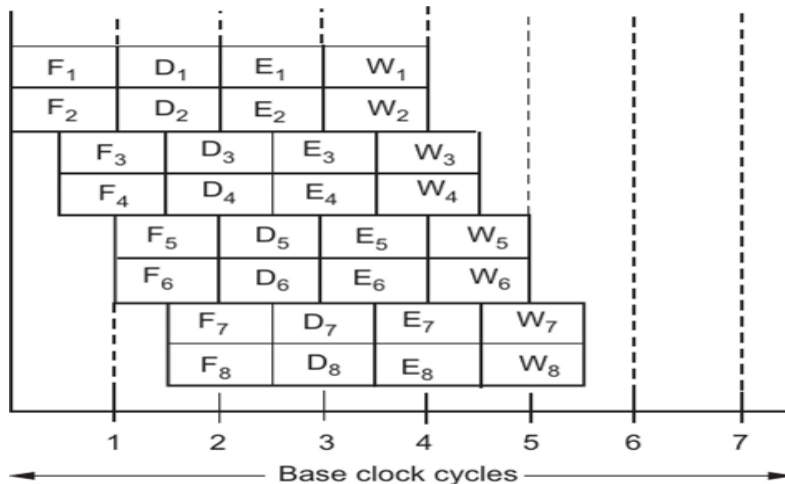 F₁ D₁ E₁ W₁
F₂ D₂ E₂ W₂
F₃ D₃ E₃ W₃
F₄ D₄ E₄ W₄
F₅ D₅ E₅ W₅
F₆ D₆ E₆ W₆
F₇ D₇ E₇ W₇
F₈ D₈ E₈ W₈
1 2 3 4 5 6 7
Base clock cycles